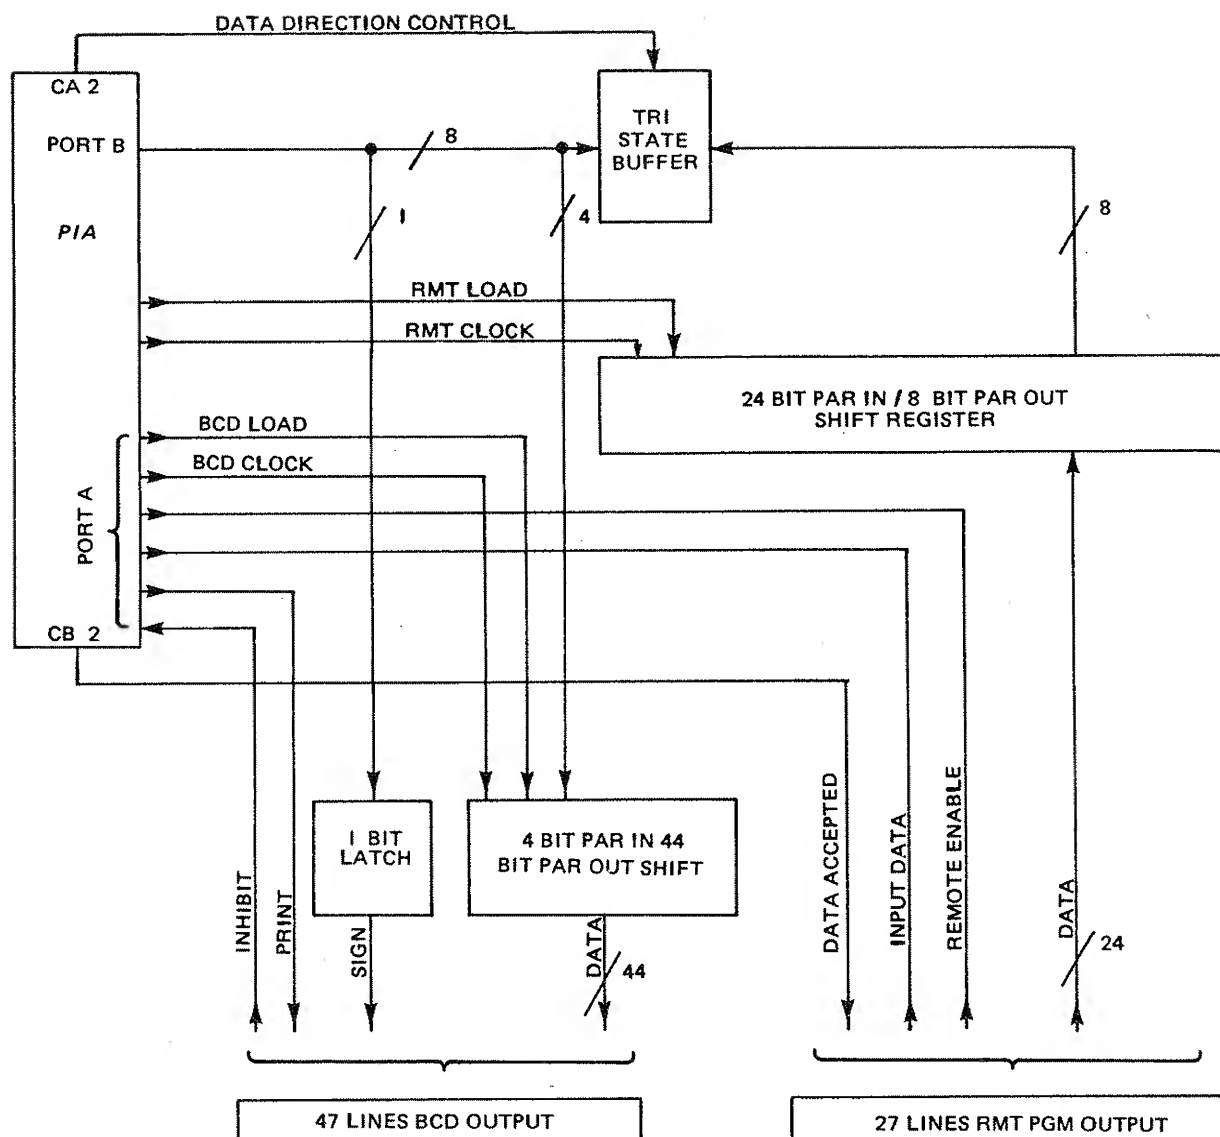 DATA DIRECTION CONTROL
CA 2
PORT B
8
TRI
STATE
BUFFER
1
4
8
PIA
RMT LOAD
RMT CLOCK
24 BIT PAR IN / 8 BIT PAR OUT
SHIFT REGISTER
BCD LOAD
BCD CLOCK
PORT A
CB 2
1 BIT
LATCH
4 BIT PAR IN 44
BIT PAR OUT SHIFT
INHIBIT
PRINT
SIGN
DATA
44
DATA ACCEPTED
INPUT DATA
REMOTE ENABLE
DATA
24
47 LINES BCD OUTPUT
27 LINES RMT PGM OUTPUT